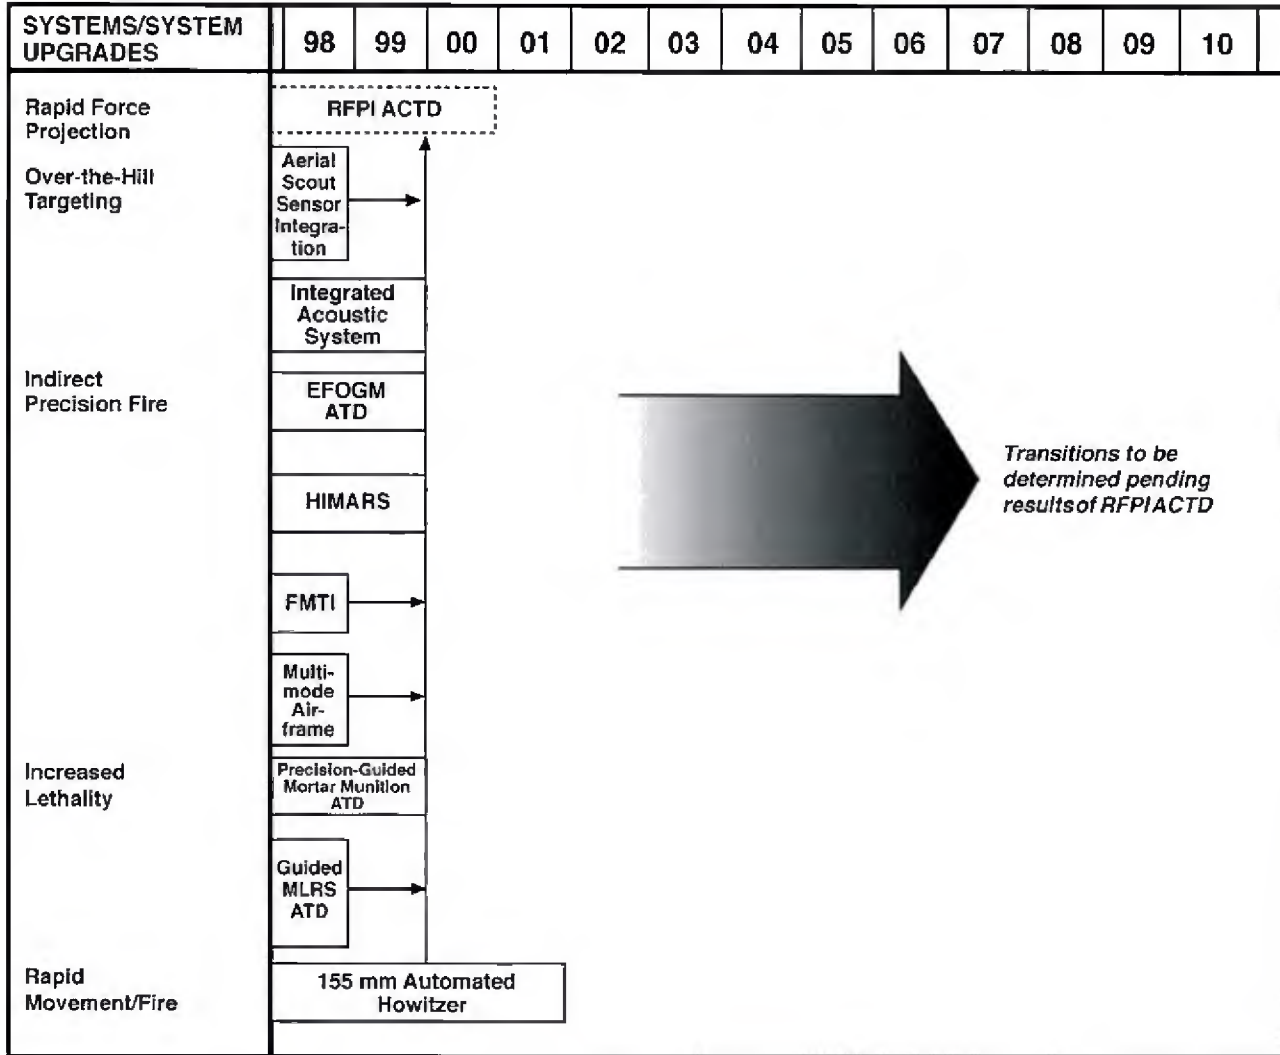 SYSTEMS/SYSTEM
UPGRADES
98 99 00 01 02 03 04 05 06 07 08 09 10
Rapid Force
Projection
RFPI ACTD
Over-the-Hill
Targeting
Aerial
Scout
Sensor
Integra-
tion
Integrated
Acoustic
System
Indirect
Precision Fire
EFOGM
ATD
HIMARS
Transitions to be
determined pending
results of RFPI ACTD
FMTI
Multi-
mode
Air-
frame
Increased
Lethality
Precision-Guided
Mortar Munition
ATD
Guided
MLRS
ATD
Rapid
Movement/Fire
155 mm Automated
Howitzer